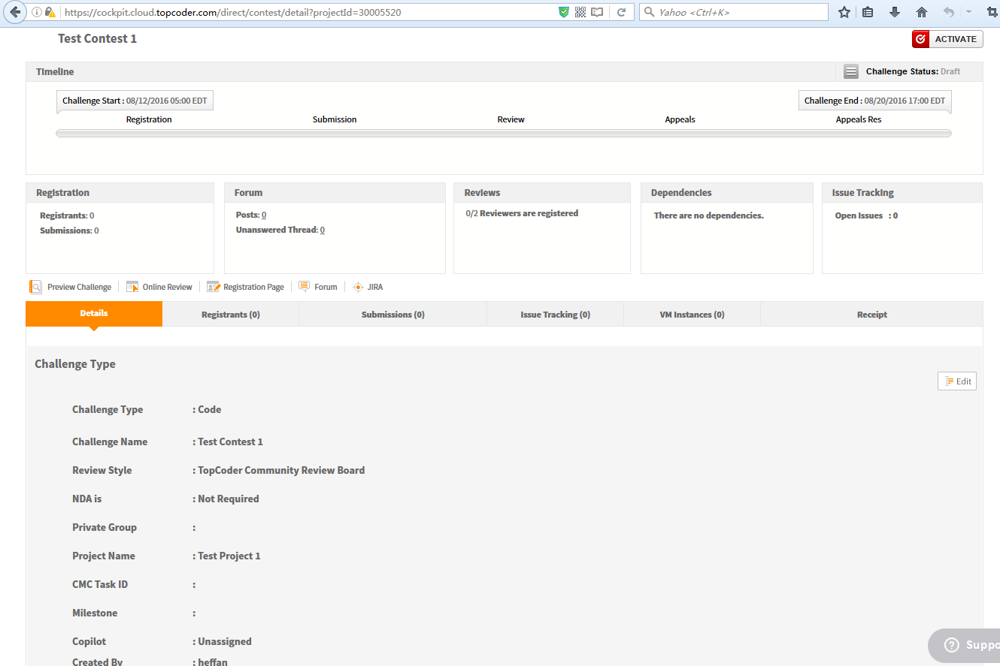 https://cockpit.cloud.topcoder.com/direct/contest/detail?projectId=30005520
Yahoo <Ctrl+K>
Test Contest 1
ACTIVATE
Timeline
Challenge Status: Draft
Challenge Start : 08/12/2016 05:00 EDT
Challenge End : 08/20/2016 17:00 EDT
Registration Submission Review Appeals Appeals Res
Registration
Registrants: 0
Submissions: 0
Forum
Posts: 0
Unanswered Thread: 0
Reviews
0/2 Reviewers are registered
Dependencies
There are no dependencies.
Issue Tracking
Open Issues : 0
Preview Challenge Online Review Registration Page Forum JIRA
Details Registrants (0) Submissions (0) Issue Tracking (0) VM Instances (0) Receipt
Challenge Type
Edit
Challenge Type : Code
Challenge Name : Test Contest 1
Review Style : TopCoder Community Review Board
NDA is : Not Required
Private Group :
Project Name : Test Project 1
CMC Task ID :
Milestone :
Copilot : Unassigned
Suppo
Created By : heffan